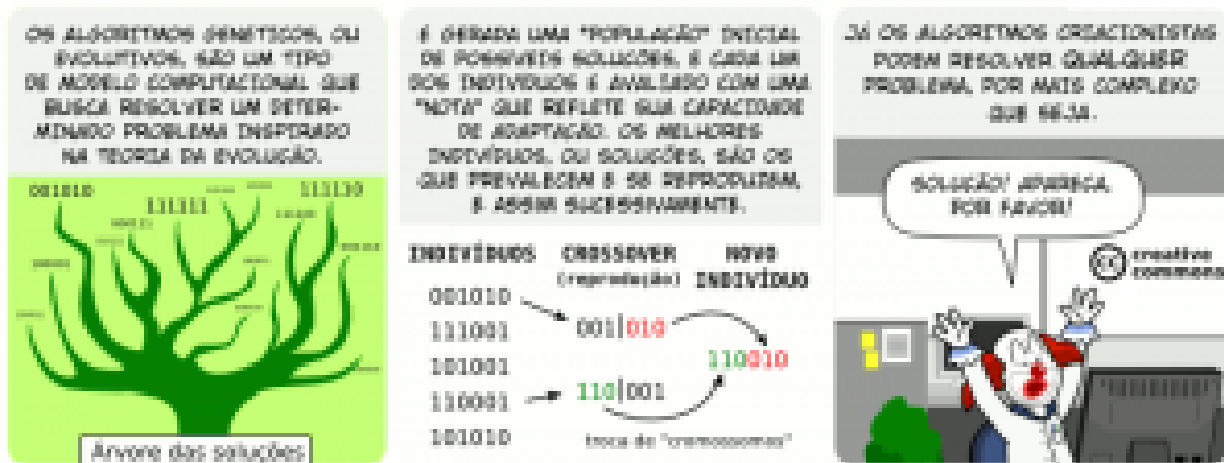 OS ALGORITMOS GENÉTICOS, OU
EVOLUTIVOS, SÃO UM TIPO
DE MODELO COMPUTACIONAL QUE
BUSCA RESOLVER UM DETER-
MINADO PROBLEMA INSPIRADO
NA TEORIA DA EVOLUÇÃO.
001010
111110
111111
Árvore das soluções
É GERADA UMA "POPULAÇÃO" INICIAL
DE POSSÍVEIS SOLUÇÕES, E CADA UM
DOS INDIVÍDUOS É AVALIADO COM UMA
"NOTA" QUE REFLETE SUA CAPACIDADE
DE ADAPTAÇÃO. OS MELHORES
INDIVÍDUOS, OU SOLUÇÕES, SÃO OS
QUE PREVALECEM E SE REPRODUZEM,
E ASSIM SUCESSIVAMENTE.
INDIVÍDUOS CROSSOVER NOVO
(reprodução) INDIVÍDUO
001010
001|010
111001
101001
110010
110001
110|001
101010
troca de "cromossomas"
JÁ OS ALGORITMOS CRIACIONISTAS
PODEM RESOLVER QUALQUER
PROBLEMA, POR MAIS COMPLEXO
QUE SEJA.
SOLUÇÃO! APAREÇA,
POR FAVOR!
cc creative
commons